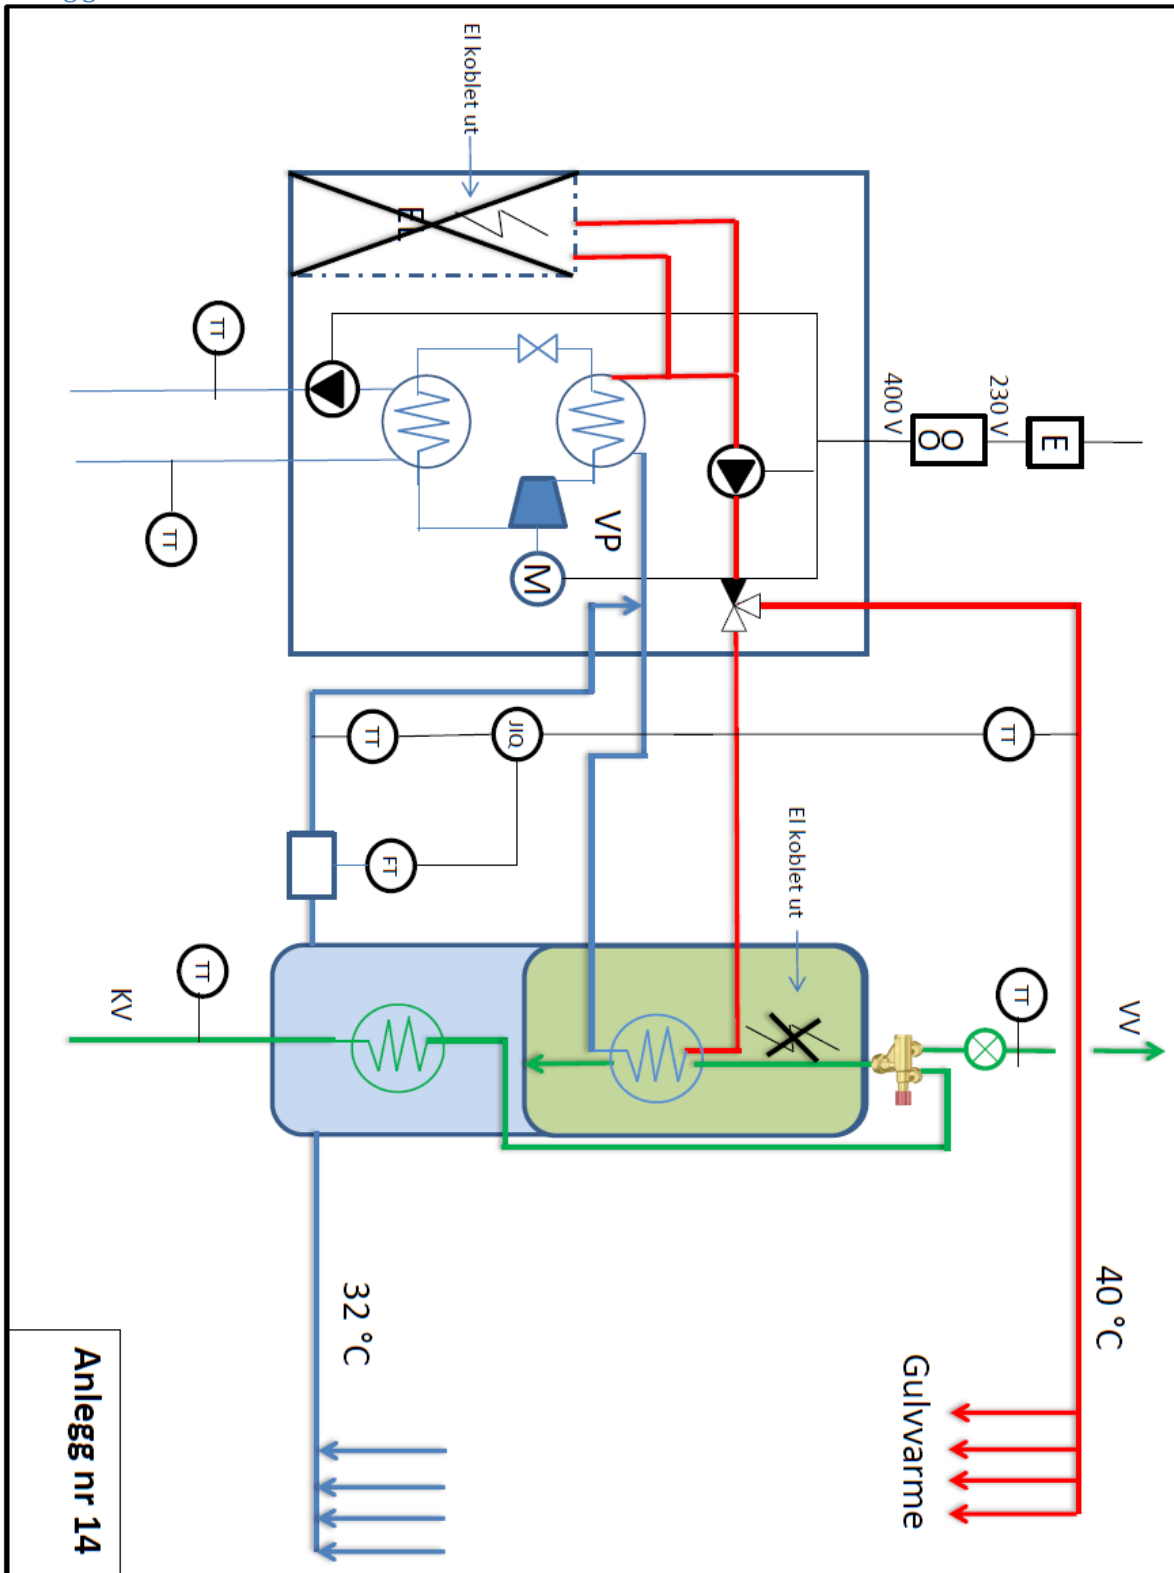 El koblet ut
EL
TT
TT
VP
M
400 V
230 V
E
TT
JIQ
TT
FT
El koblet ut
TT
KV
TT
VV
32 °C
40 °C
Gulvvarme
Anlegg nr 14